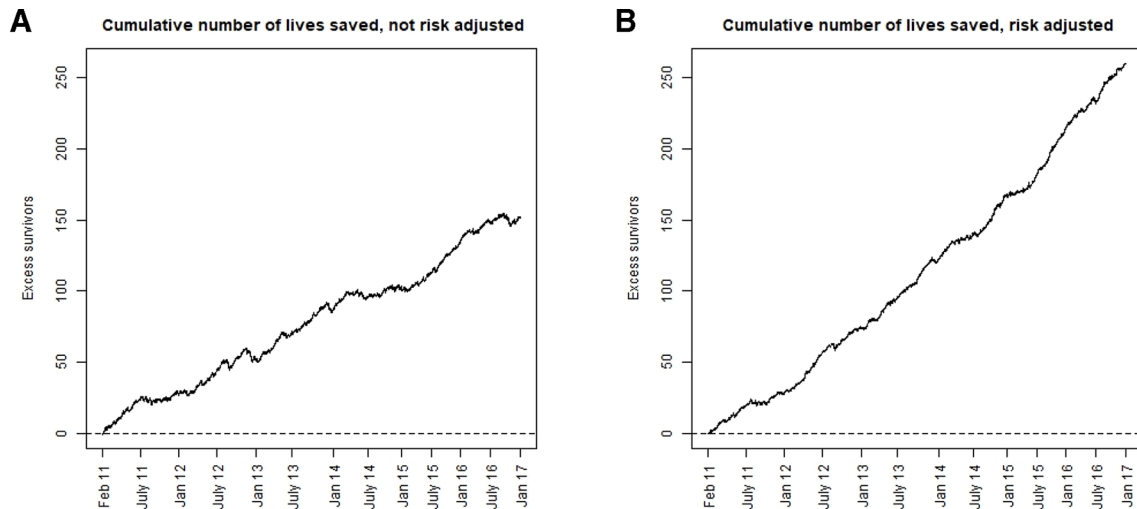 A
Cumulative number of lives saved, not risk adjusted
Excess survivors
250
200
150
100
50
0
Feb 11
July 11
Jan 12
July 12
Jan 13
July 13
Jan 14
July 14
Jan 15
July 15
Jan 16
July 16
Jan 17
B
Cumulative number of lives saved, risk adjusted
Excess survivors
250
200
150
100
50
0
Feb 11
July 11
Jan 12
July 12
Jan 13
July 13
Jan 14
July 14
Jan 15
July 15
Jan 16
July 16
Jan 17